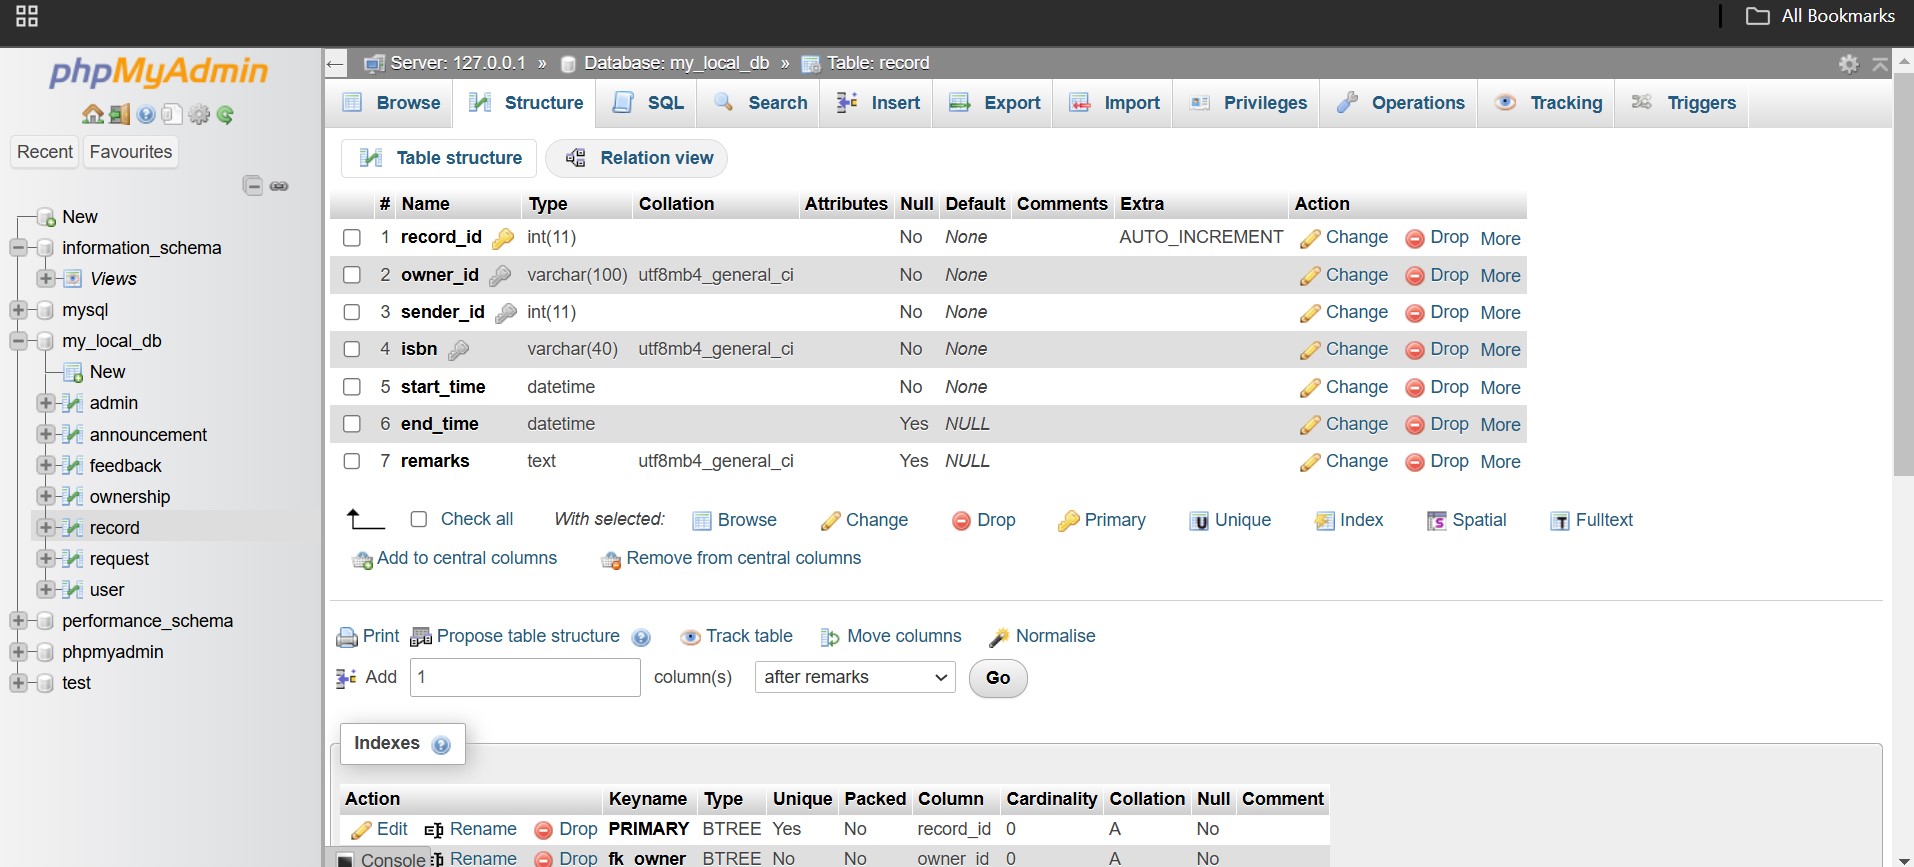 All Bookmarks
phpMyAdmin
Recent Favourites
New
information_schema
Views
mysql
my_local_db
New
admin
announcement
feedback
ownership
record
request
user
performance_schema
phpmyadmin
test
Server: 127.0.0.1 » Database: my_local_db » Table: record
Browse Structure SQL Search Insert Export Import Privileges Operations Tracking Triggers
Table structure Relation view
# Name Type Collation Attributes Null Default Comments Extra Action
1 record_id int(11) No None AUTO_INCREMENT Change Drop More
2 owner_id varchar(100) utf8mb4_general_ci No None Change Drop More
3 sender_id int(11) No None Change Drop More
4 isbn varchar(40) utf8mb4_general_ci No None Change Drop More
5 start_time datetime No None Change Drop More
6 end_time datetime Yes NULL Change Drop More
7 remarks text utf8mb4_general_ci Yes NULL Change Drop More
Check all With selected: Browse Change Drop Primary Unique Index Spatial Fulltext
Add to central columns Remove from central columns
Print Propose table structure Track table Move columns Normalise
Add 1 column(s) after remarks Go
Indexes
Action Keyname Type Unique Packed Column Cardinality Collation Null Comment
Edit Rename Drop PRIMARY BTREE Yes No record_id 0 A No
Console Rename Drop fk_owner BTREE No No owner_id 0 A No